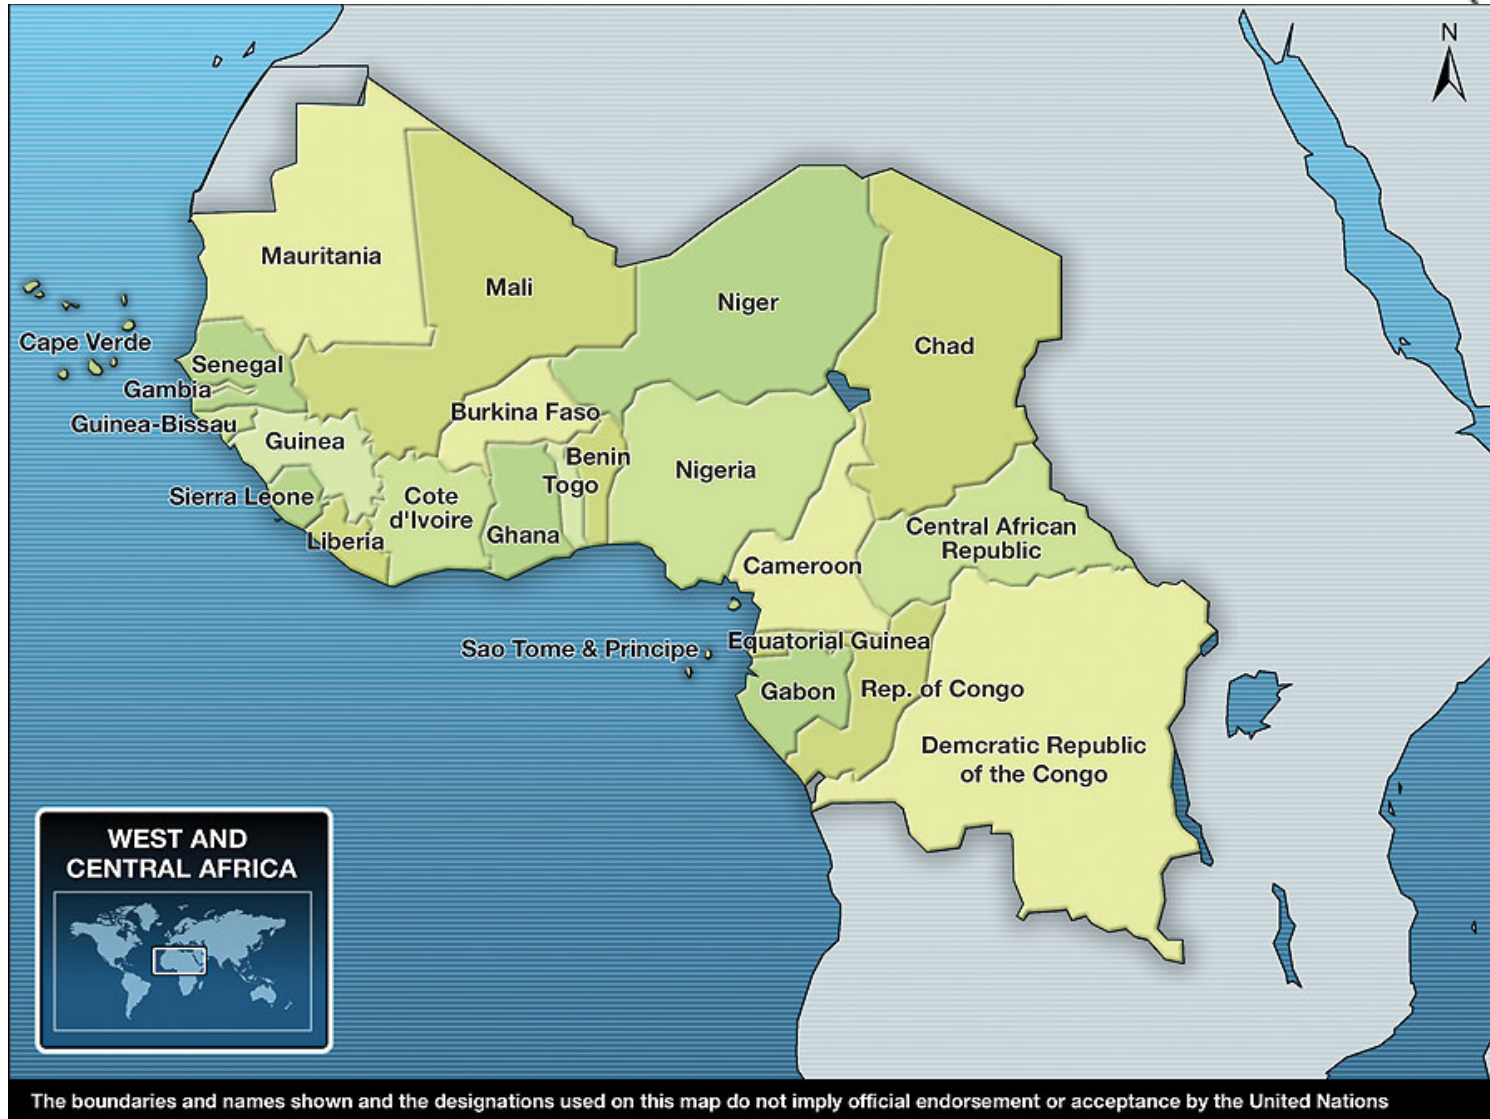 N
Mauritania
Mali
Niger
Chad
Cape Verde
Senegal
Gambia
Guinea-Bissau
Burkina Faso
Guinea
Benin
Nigeria
Togo
Sierra Leone
Cote
d'Ivoire
Ghana
Liberia
Central African
Republic
Cameroon
Equatorial Guinea
Sao Tome & Principe
Gabon
Rep. of Congo
Demcratic Republic
of the Congo
WEST AND
CENTRAL AFRICA
The boundaries and names shown and the designations used on this map do not imply official endorsement or acceptance by the United Nations